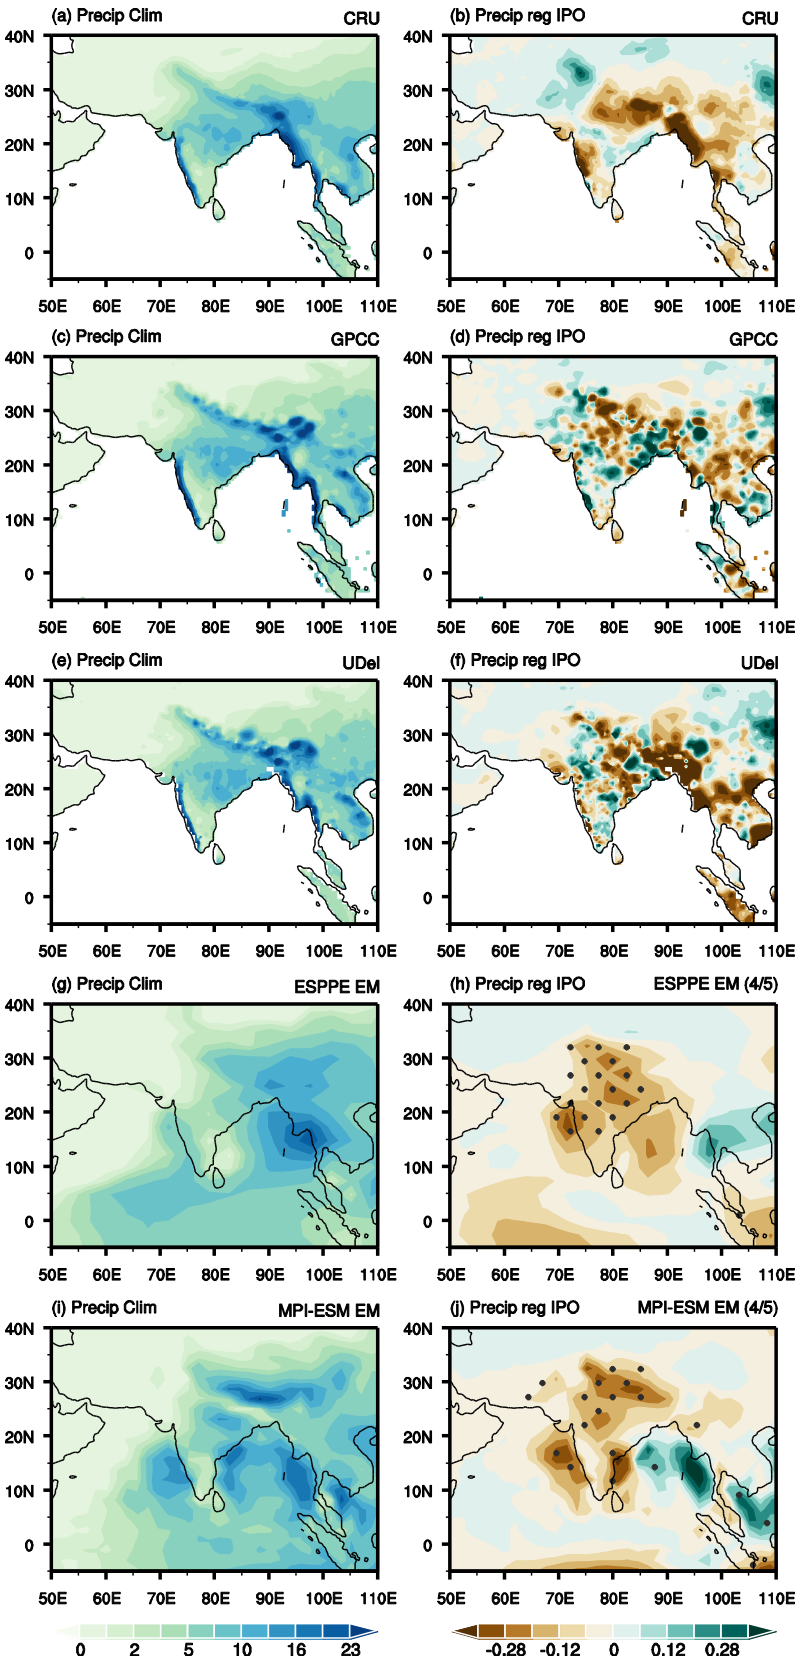 (a) Precip Clim CRU (b) Precip reg IPO CRU
40N 40N
30N 30N
20N 20N
10N 10N
0 0
50E 60E 70E 80E 90E 100E 110E 50E 60E 70E 80E 90E 100E 110E
(c) Precip Clim GPCC (d) Precip reg IPO GPCC
40N 40N
30N 30N
20N 20N
10N 10N
0 0
50E 60E 70E 80E 90E 100E 110E 50E 60E 70E 80E 90E 100E 110E
(e) Precip Clim UDel (f) Precip reg IPO UDel
40N 40N
30N 30N
20N 20N
10N 10N
0 0
50E 60E 70E 80E 90E 100E 110E 50E 60E 70E 80E 90E 100E 110E
(g) Precip Clim ESPPE EM (h) Precip reg IPO ESPPE EM (4/5)
40N 40N
30N 30N
20N 20N
10N 10N
0 0
50E 60E 70E 80E 90E 100E 110E 50E 60E 70E 80E 90E 100E 110E
(i) Precip Clim MPI-ESM EM (j) Precip reg IPO MPI-ESM EM (4/5)
40N 40N
30N 30N
20N 20N
10N 10N
0 0
50E 60E 70E 80E 90E 100E 110E 50E 60E 70E 80E 90E 100E 110E
0 2 5 10 16 23 -0.28 -0.12 0 0.12 0.28